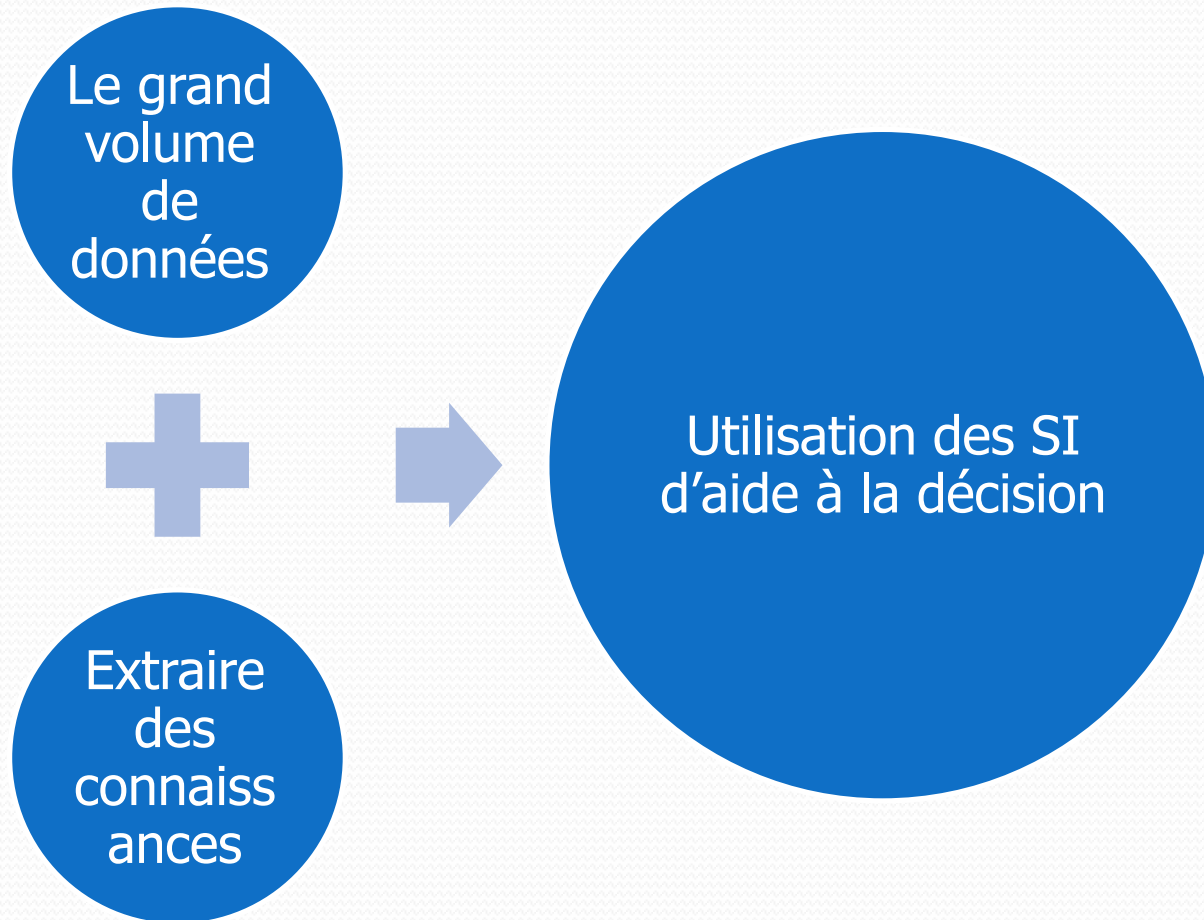 Le grand
volume
de
données
Extraire
des
connaiss
ances
Utilisation des SI
d’aide à la décision